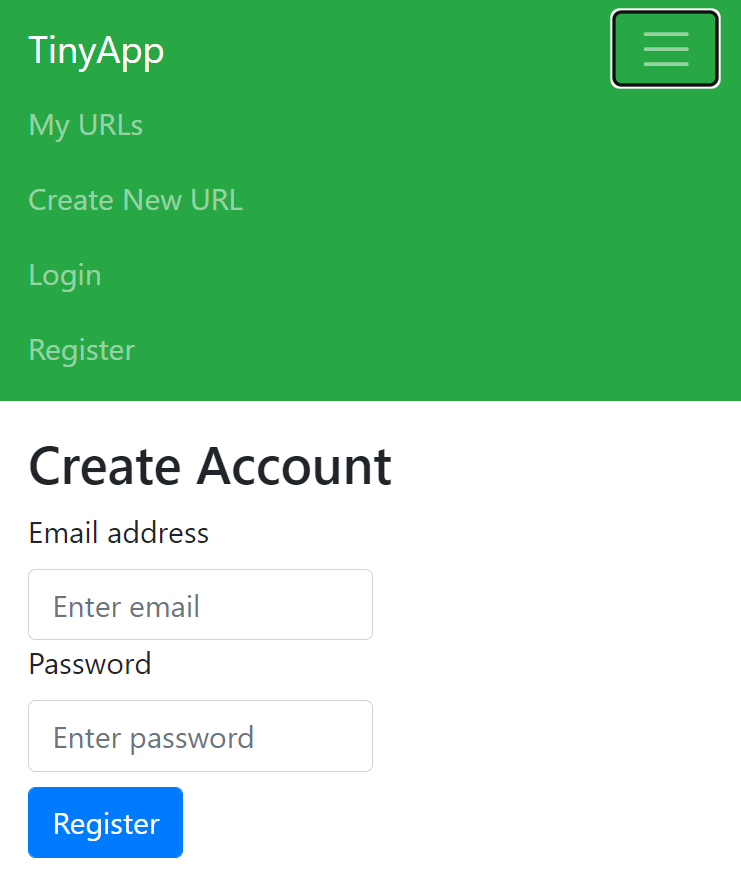 TinyApp
My URLs
Create New URL
Login
Register
Create Account
Email address
Enter email
Password
Enter password
Register